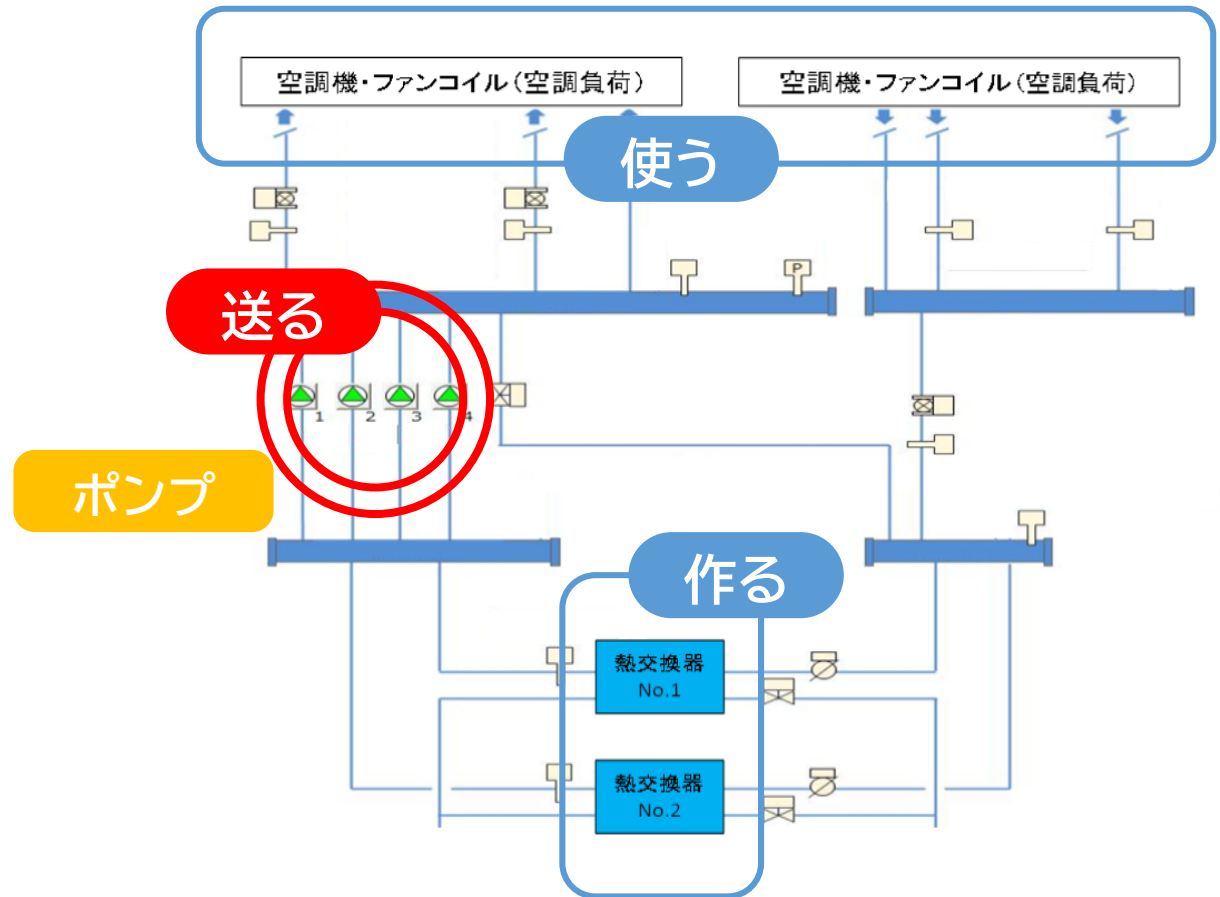 空調機・ファンコイル(空調負荷)
空調機・ファンコイル(空調負荷)
使う
P
送る
1
2
3
4
ポンプ
作る
熱交換器
No.1
熱交換器
No.2